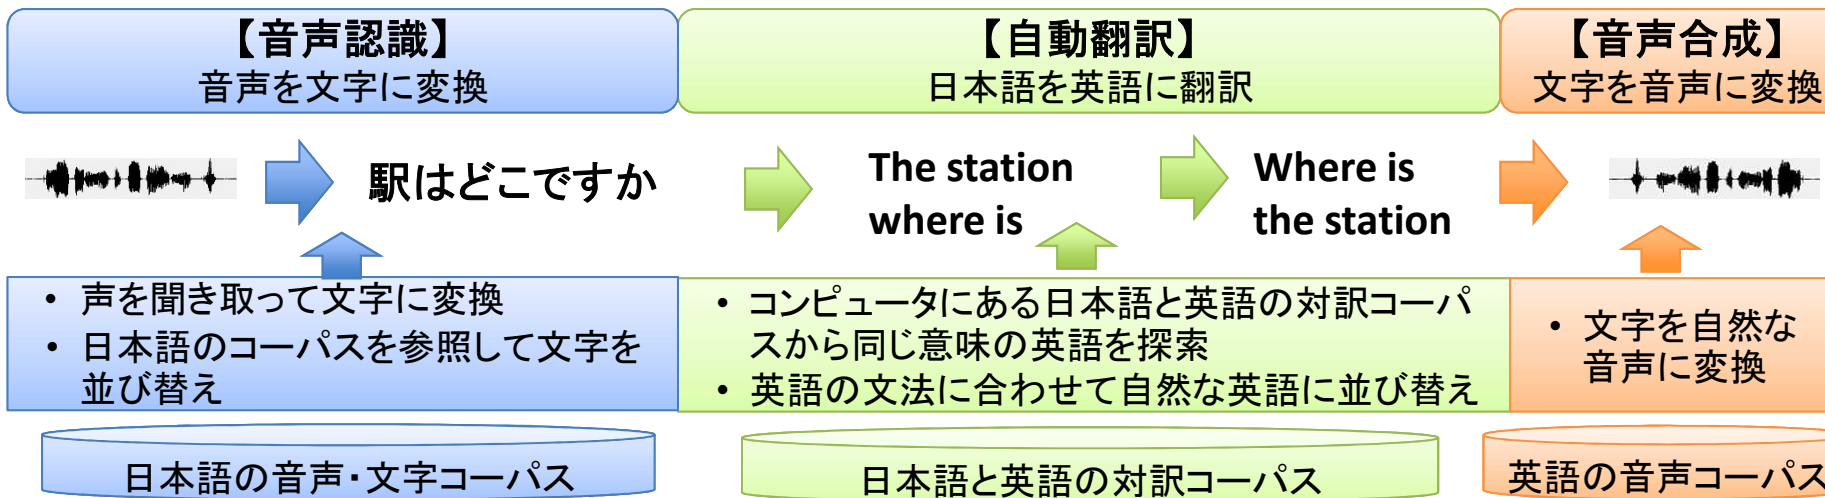 【音声認識】
音声を文字に変換
【自動翻訳】
日本語を英語に翻訳
【音声合成】
文字を音声に変換
駅はどこですか
The station
where is
Where is
the station
• 声を聞き取って文字に変換
• 日本語のコーパスを参照して文字を
並び替え
• コンピュータにある日本語と英語の対訳コーパ
スから同じ意味の英語を探索
• 英語の文法に合わせて自然な英語に並び替え
• 文字を自然な
音声に変換
日本語の音声・文字コーパス
日本語と英語の対訳コーパス
英語の音声コーパス